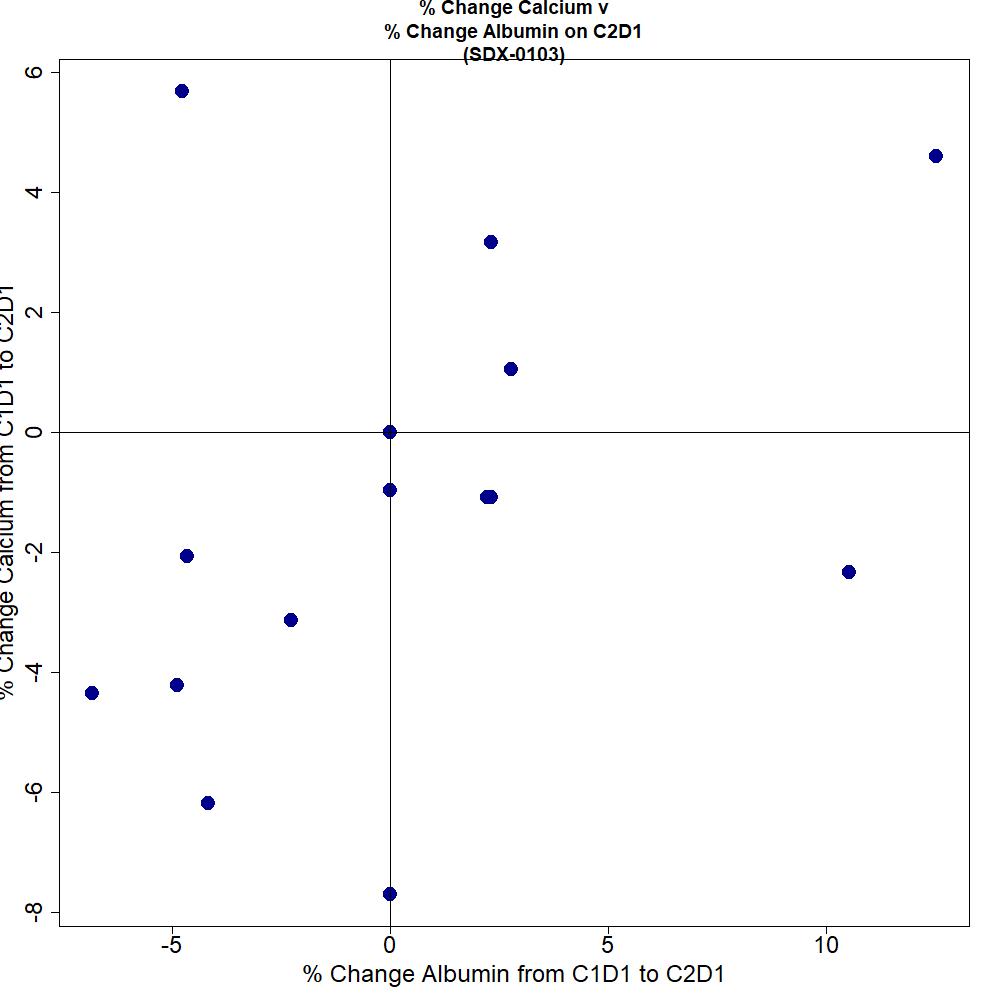 % Change Calcium v
% Change Albumin on C2D1
(SDX-0103)
% Change Calcium from C1D1 to C2D1
6
4
2
0
-2
-4
-6
-8
-5
0
5
10
% Change Albumin from C1D1 to C2D1